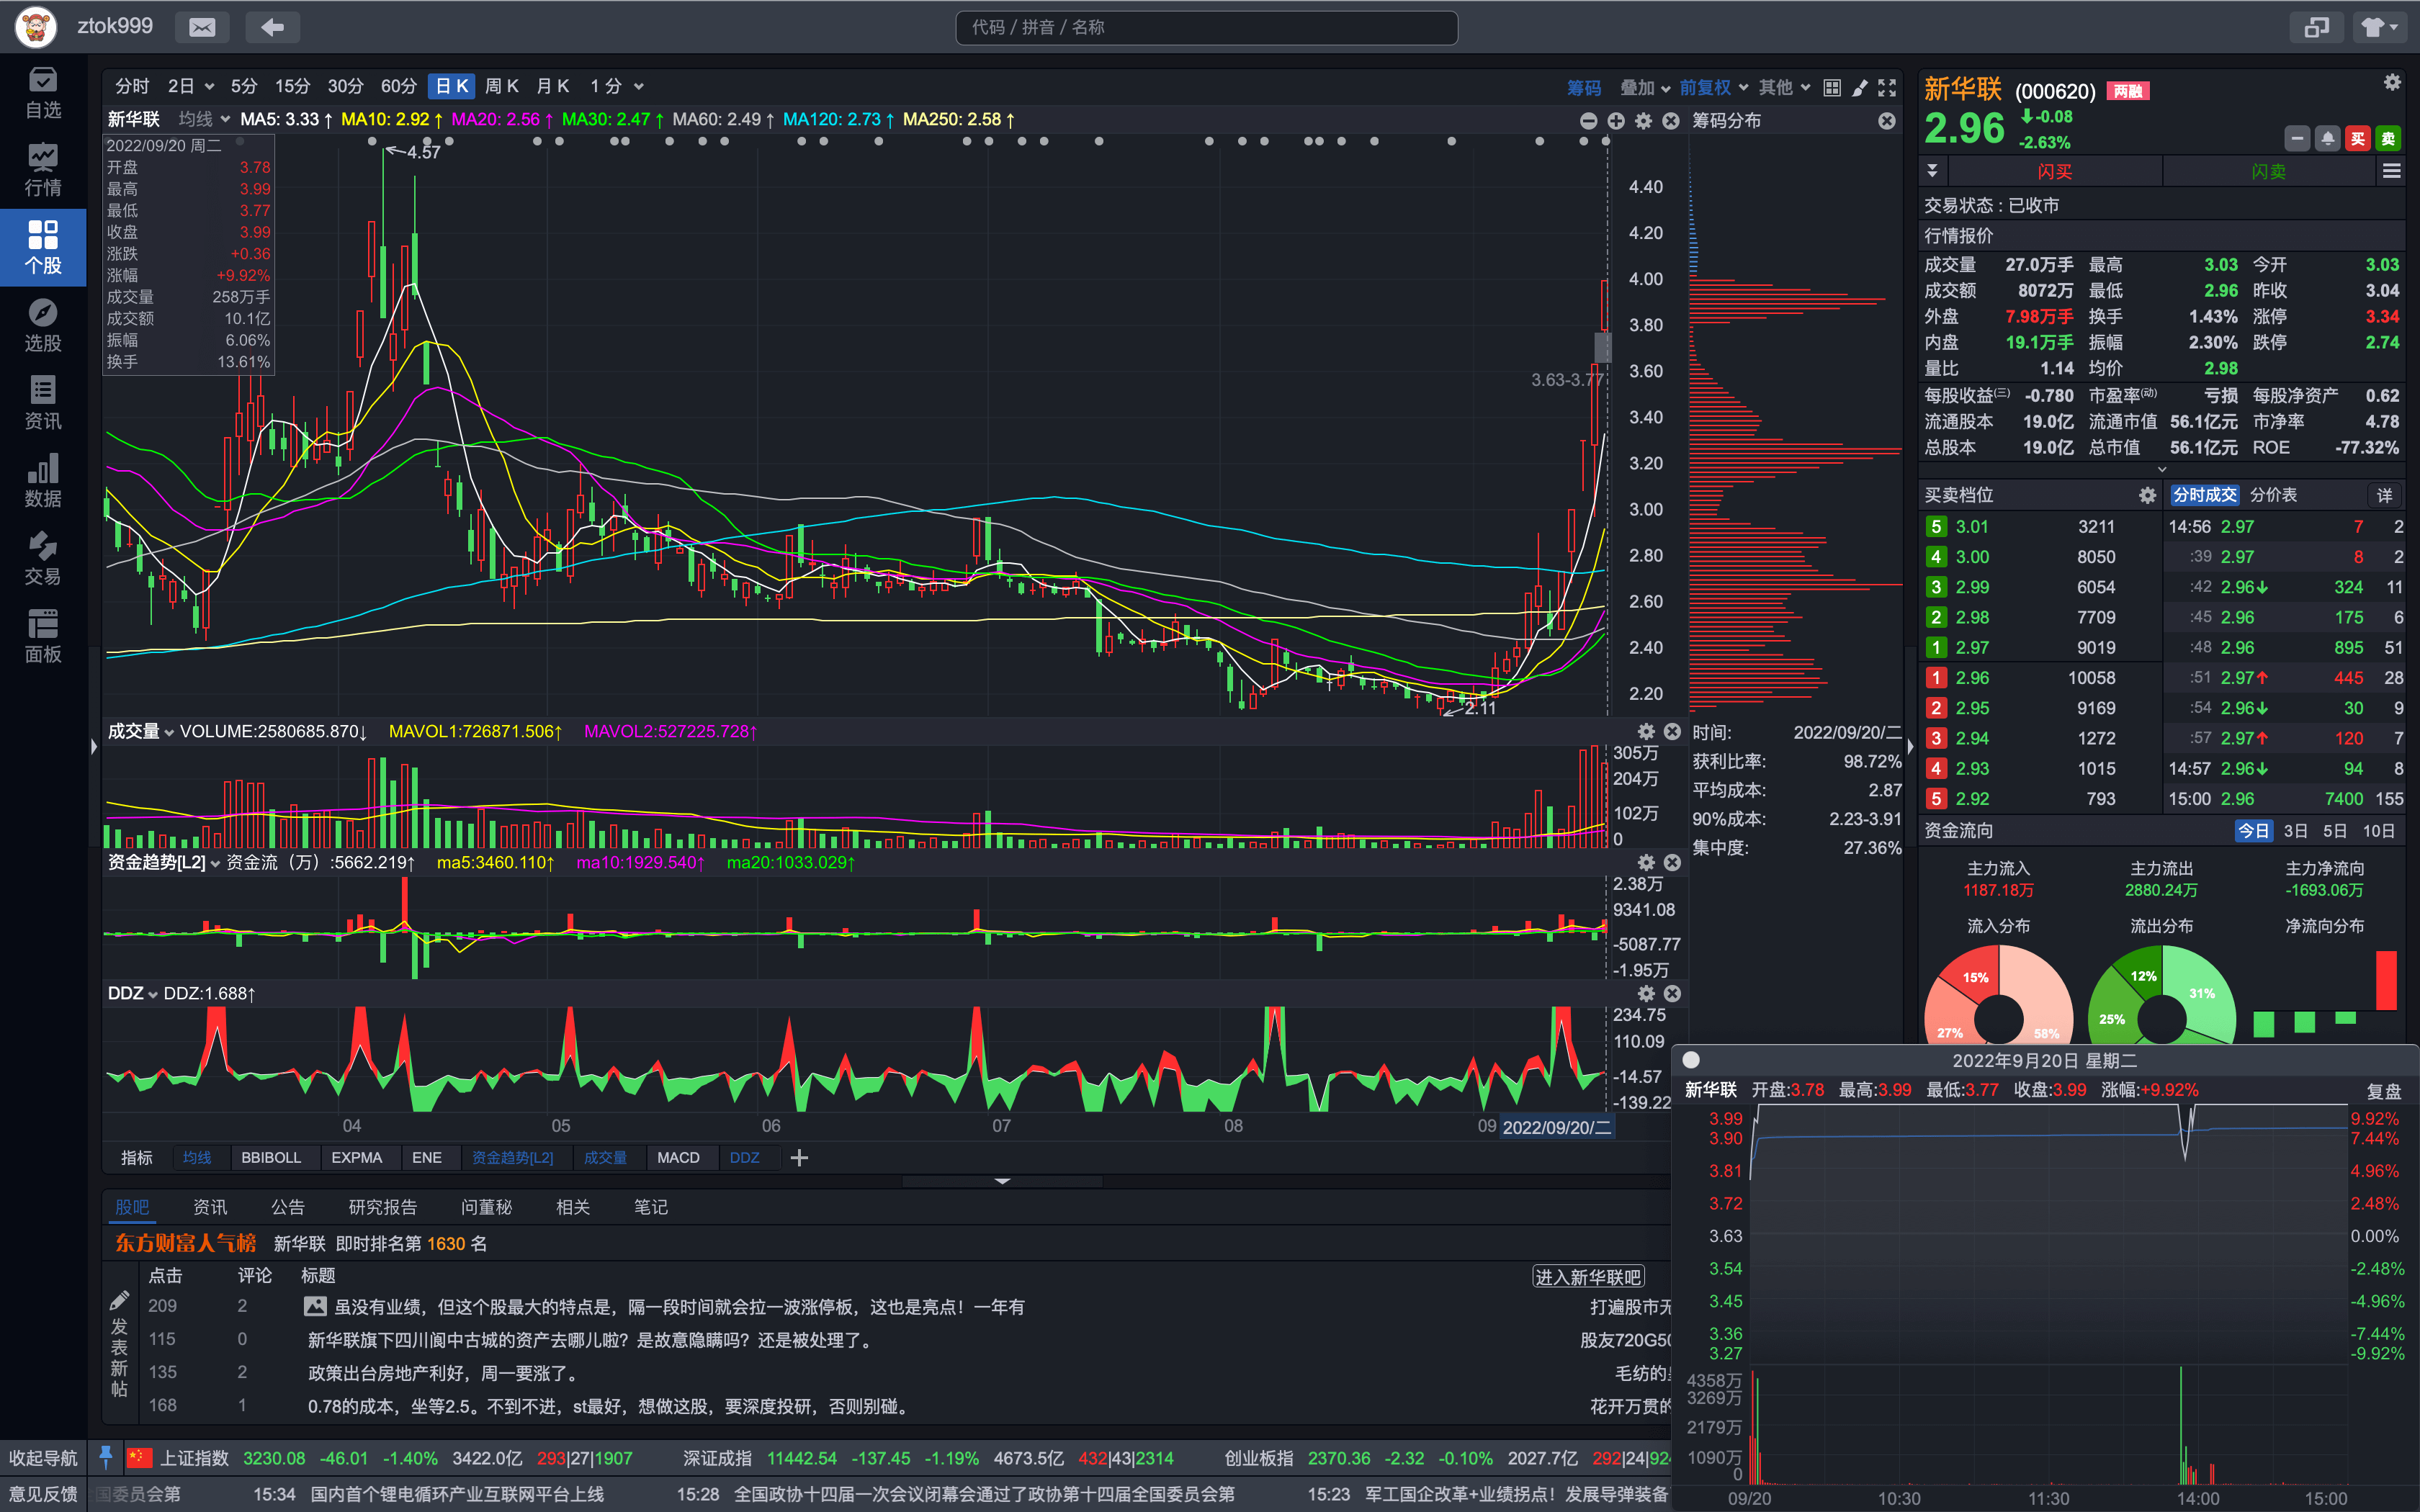 ztok999
代码 / 拼音 / 名称
自选
行情
个股
选股
资讯
数据
交易
面板
分时 2日 5分 15分 30分 60分 日K 周K 月K 1分 筹码 叠加 前复权 其他
新华联 均线 MA5: 3.33↑ MA10: 2.92↑ MA20: 2.56↑ MA30: 2.47↑ MA60: 2.49↑ MA120: 2.73↑ MA250: 2.58↑
筹码分布
2022/09/20 周二
开盘 3.78
最高 3.99
最低 3.77
收盘 3.99
涨跌 +0.36
涨幅 +9.92%
成交量 258万手
成交额 10.1亿
振幅 6.06%
换手 13.61%
4.57
3.63-3.77
2.11
4.40
4.20
4.00
3.80
3.60
3.40
3.20
3.00
2.80
2.60
2.40
2.20
成交量 VOLUME:2580685.870↓ MAVOL1:726871.506↑ MAVOL2:527225.728↑
305万
204万
102万
0
资金趋势[L2] 资金流（万）:5662.219↑ ma5:3460.110↑ ma10:1929.540↑ ma20:1033.029↑
2.38万
9341.08
-5087.77
-1.95万
DDZ DDZ:1.688↑
234.75
110.09
-14.57
-139.22
04 05 06 07 08 09 2022/09/20/二
时间: 2022/09/20/二
获利比率: 98.72%
平均成本: 2.87
90%成本: 2.23-3.91
集中度: 27.36%
指标 均线 BBIBOLL EXPMA ENE 资金趋势[L2] 成交量 MACD DDZ
股吧 资讯 公告 研究报告 问董秘 相关 笔记
东方财富人气榜 新华联 即时排名第 1630 名
点击 评论 标题 进入新华联吧
209 2 虽没有业绩，但这个股最大的特点是，隔一段时间就会拉一波涨停板，这也是亮点！一年有 打遍股市无
115 0 新华联旗下四川阆中古城的资产去哪儿啦？是故意隐瞒吗？还是被处理了。 股友720G50
135 2 政策出台房地产利好，周一要涨了。 毛纺的
168 1 0.78的成本，坐等2.5。不到不进，st最好，想做这股，要深度投研，否则别碰。 花开万贯的
发表新帖
新华联 (000620) 两融
2.96 -0.08
-2.63%
买 卖
闪买 闪卖
交易状态：已收市
行情报价
成交量 27.0万手 最高 3.03 今开 3.03
成交额 8072万 最低 2.96 昨收 3.04
外盘 7.98万手 换手 1.43% 涨停 3.34
内盘 19.1万手 振幅 2.30% 跌停 2.74
量比 1.14 均价 2.98
每股收益(三) -0.780 市盈率(动) 亏损 每股净资产 0.62
流通股本 19.0亿 流通市值 56.1亿元 市净率 4.78
总股本 19.0亿 总市值 56.1亿元 ROE -77.32%
买卖档位 分时成交 分价表 详
5 3.01 3211 14:56 2.97 7 2
4 3.00 8050 :39 2.97 8 2
3 2.99 6054 :42 2.96↓ 324 11
2 2.98 7709 :45 2.96 175 6
1 2.97 9019 :48 2.96 895 51
1 2.96 10058 :51 2.97↑ 445 28
2 2.95 9169 :54 2.96↓ 30 9
3 2.94 1272 :57 2.97↑ 120 7
4 2.93 1015 14:57 2.96↓ 94 8
5 2.92 793 15:00 2.96 7400 155
资金流向 今日 3日 5日 10日
主力流入 主力流出 主力净流向
1187.18万 2880.24万 -1693.06万
流入分布 流出分布 净流向分布
15% 27% 58%
12% 31% 25%
2022年9月20日 星期二
新华联 开盘:3.78 最高:3.99 最低:3.77 收盘:3.99 涨幅:+9.92% 复盘
3.99 9.92%
3.90 7.44%
3.81 4.96%
3.72 2.48%
3.63 0.00%
3.54 -2.48%
3.45 -4.96%
3.36 -7.44%
3.27 -9.92%
4358万
3269万
2179万
1090万
0
09/20 10:30 11:30 14:00 15:00
收起导航 上证指数 3230.08 -46.01 -1.40% 3422.0亿 293|27|1907 深证成指 11442.54 -137.45 -1.19% 4673.5亿 432|43|2314 创业板指 2370.36 -2.32 -0.10% 2027.7亿 292|24|924
意见反馈 国委员会第 15:34 国内首个锂电循环产业互联网平台上线 15:28 全国政协十四届一次会议闭幕会通过了政协第十四届全国委员会第 15:23 军工国企改革+业绩拐点！发展导弹装备